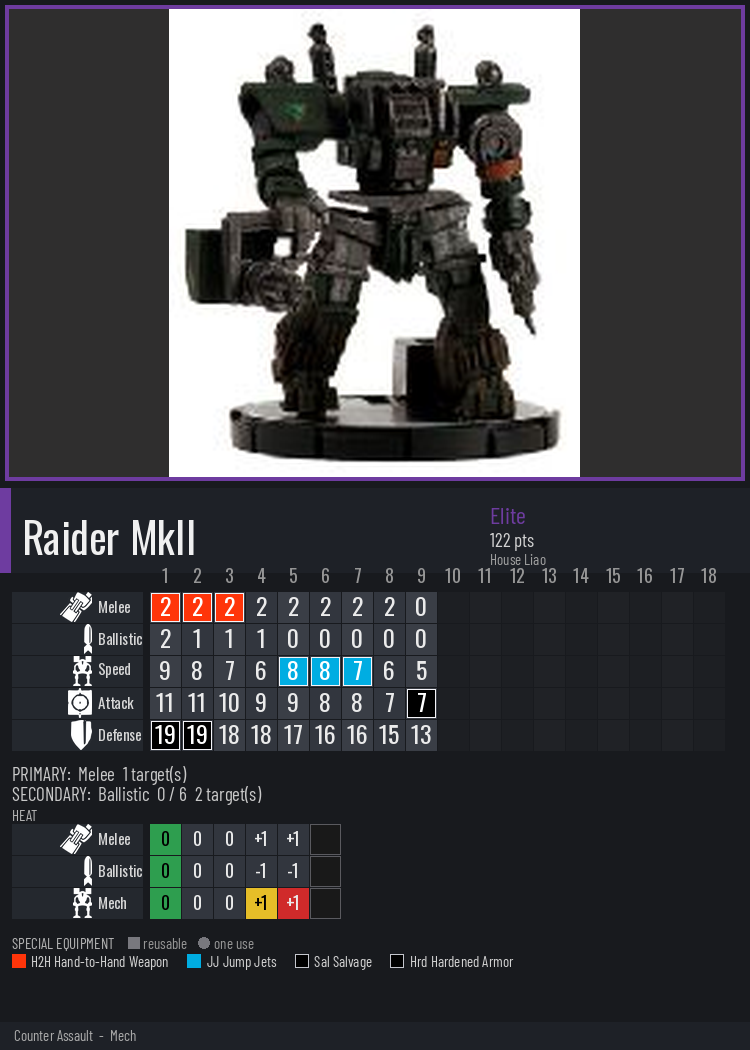 Raider MkII
Elite
122 pts
House Liao
1 2 3 4 5 6 7 8 9 10 11 12 13 14 15 16 17 18
Melee 2 2 2 2 2 2 2 2 0
Ballistic 2 1 1 1 0 0 0 0 0
Speed 9 8 7 6 8 8 7 6 5
Attack 11 11 10 9 9 8 8 7 7
Defense 19 19 18 18 17 16 16 15 13
PRIMARY: Melee 1 target(s)
SECONDARY: Ballistic 0 / 6 2 target(s)
HEAT
Melee 0 0 0 +1 +1
Ballistic 0 0 0 -1 -1
Mech 0 0 0 +1 +1
SPECIAL EQUIPMENT reusable one use
H2H Hand-to-Hand Weapon JJ Jump Jets Sal Salvage Hrd Hardened Armor
Counter Assault - Mech